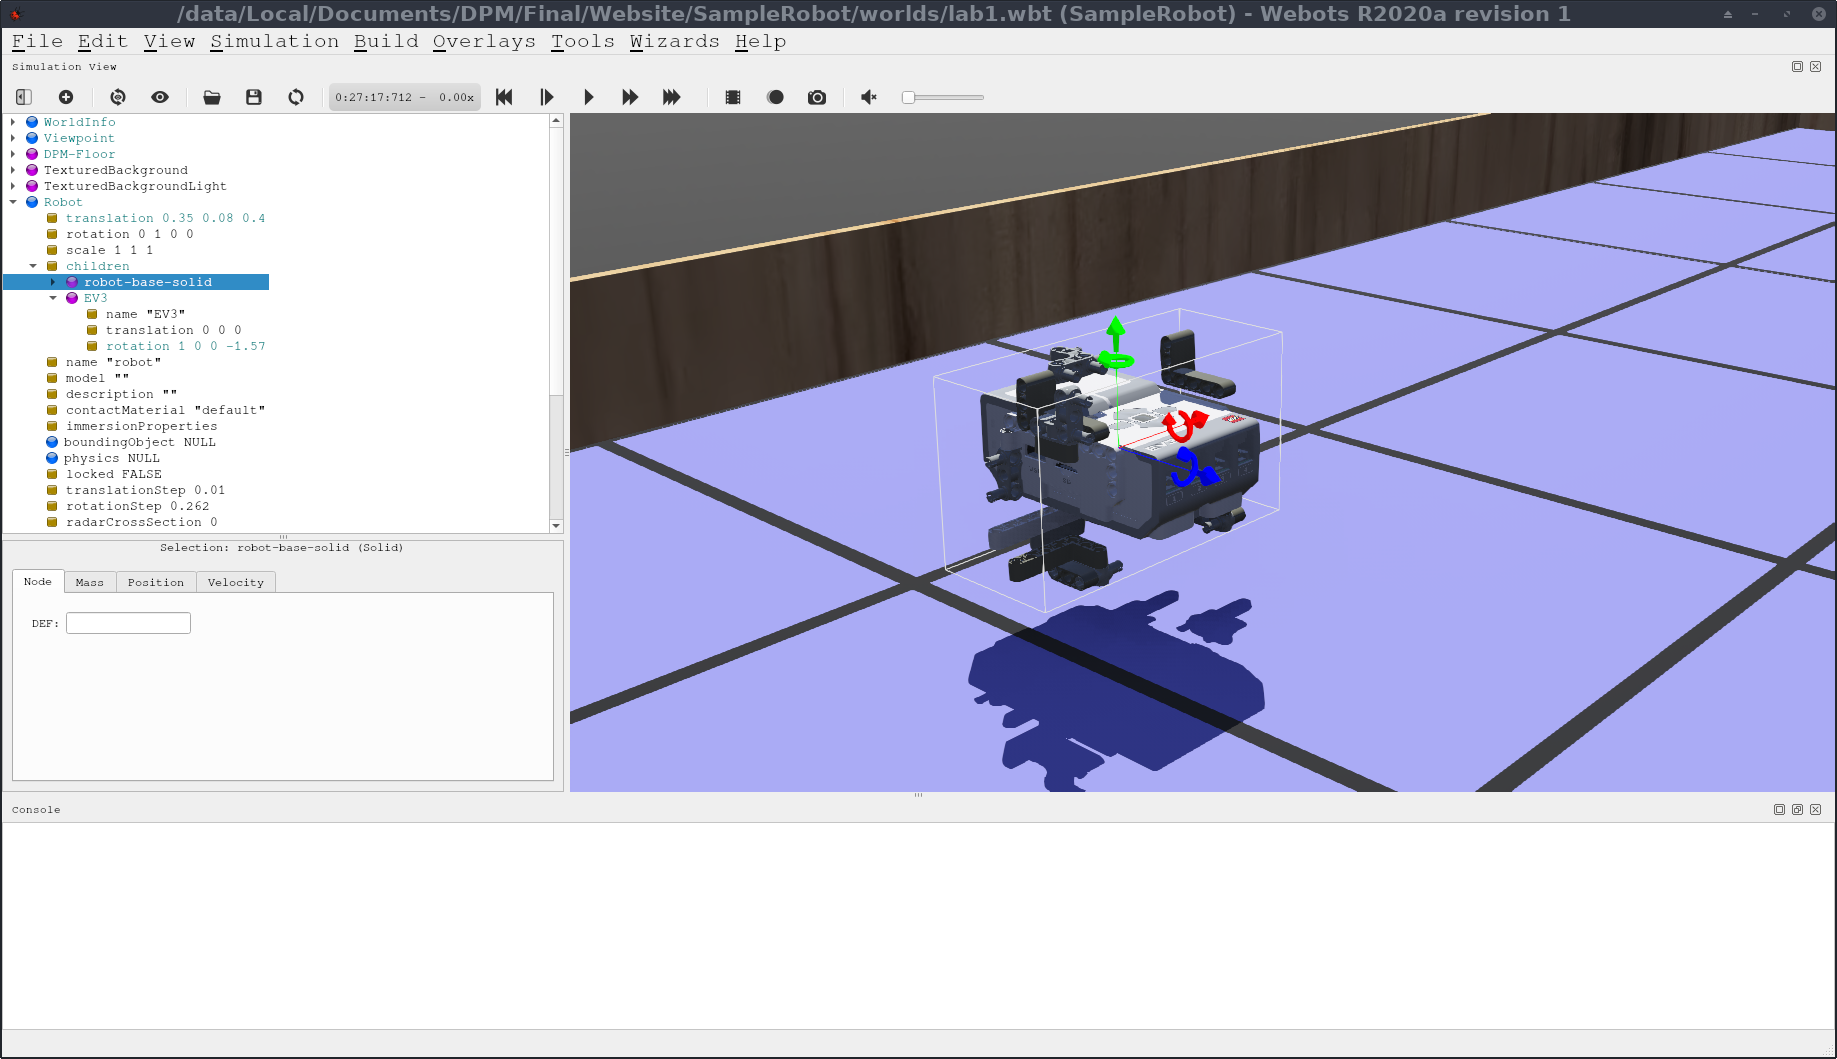 /data/Local/Documents/DPM/Final/Website/SampleRobot/worlds/lab1.wbt (SampleRobot) - Webots R2020a revision 1
File Edit View Simulation Build Overlays Tools Wizards Help
Simulation View
0:27:17:712 - 0.00x
WorldInfo
Viewpoint
DPM-Floor
TexturedBackground
TexturedBackgroundLight
Robot
translation 0.35 0.08 0.4
rotation 0 1 0 0
scale 1 1 1
children
robot-base-solid
EV3
name "EV3"
translation 0 0 0
rotation 1 0 0 -1.57
name "robot"
model ""
description ""
contactMaterial "default"
immersionProperties
boundingObject NULL
physics NULL
locked FALSE
translationStep 0.01
rotationStep 0.262
radarCrossSection 0
Selection: robot-base-solid (Solid)
Node Mass Position Velocity
DEF:
Console